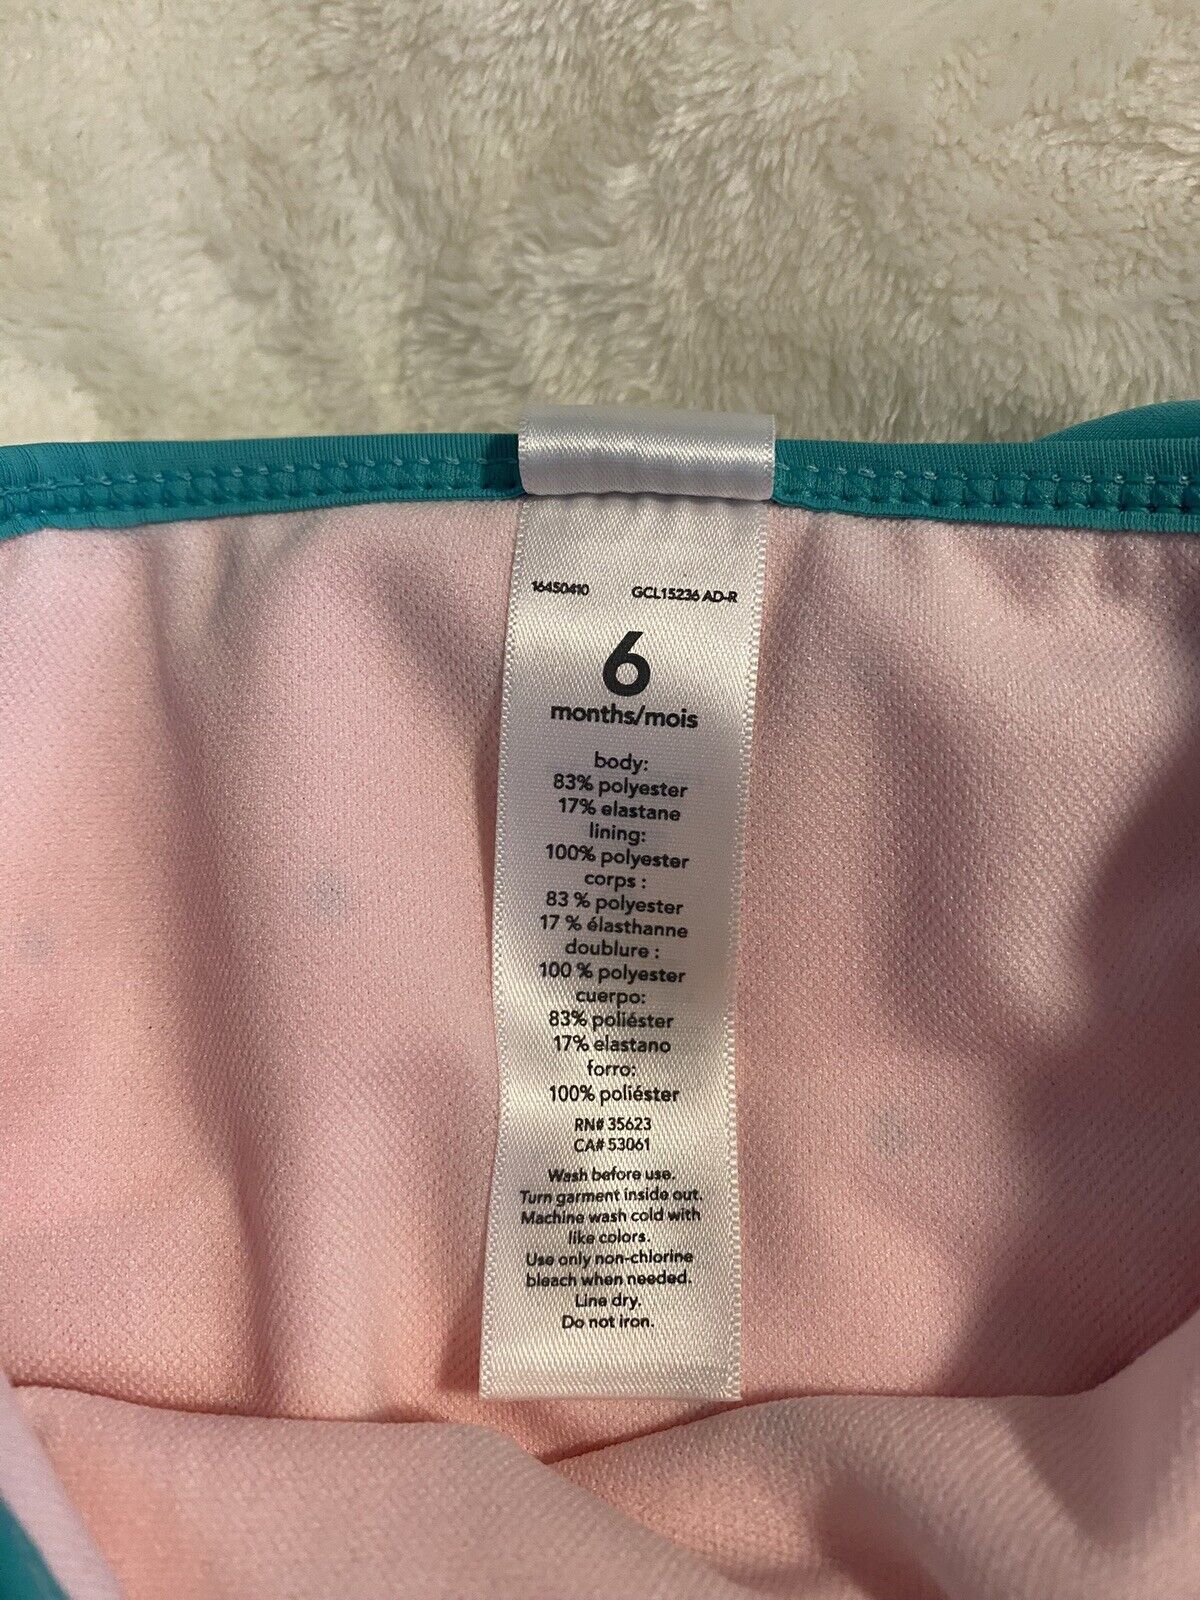 16450410 GCL15236 AD-R
6
months/mois
body:
83% polyester
17% elastane
lining:
100% polyester
corps :
83 % polyester
17 % élasthanne
doublure :
100 % polyester
cuerpo:
83% poliéster
17% elastano
forro:
100% poliéster
RN# 35623
CA# 53061
Wash before use.
Turn garment inside out.
Machine wash cold with
like colors.
Use only non-chlorine
bleach when needed.
Line dry.
Do not iron.